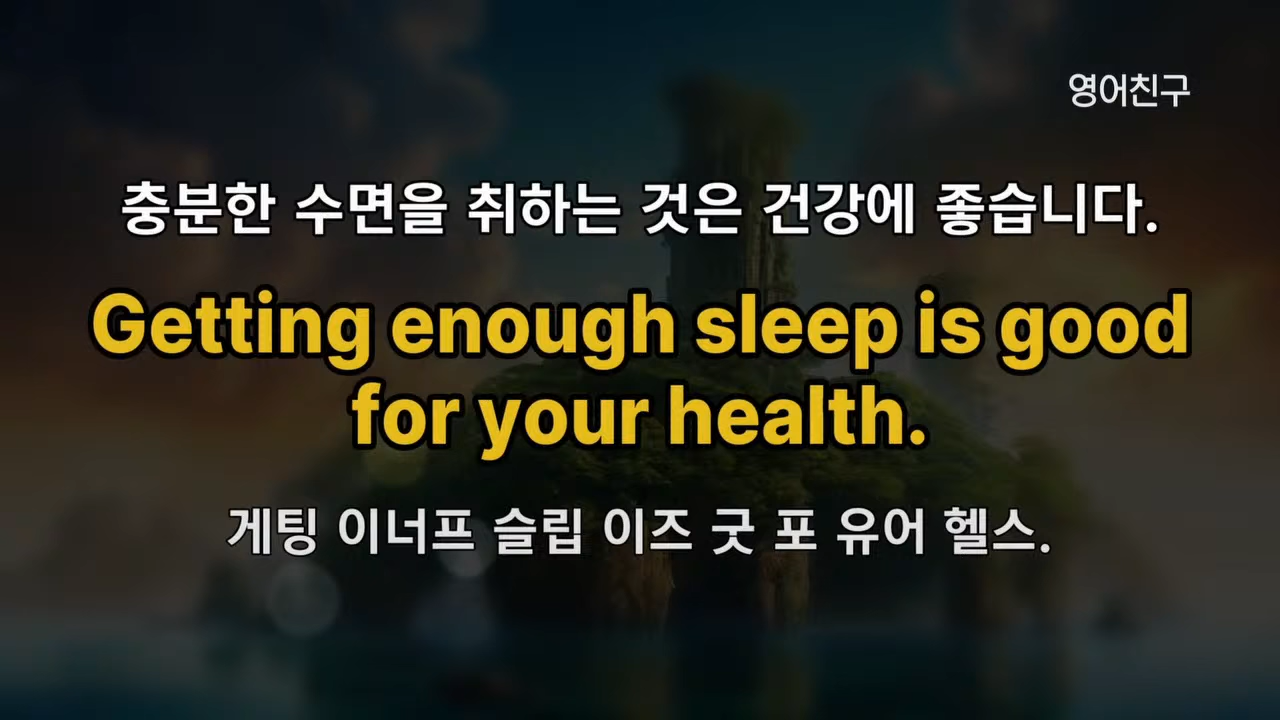 영어친구
충분한 수면을 취하는 것은 건강에 좋습니다.
Getting enough sleep is good
for your health.
게팅 이너프 슬립 이즈 굿 포 유어 헬스.